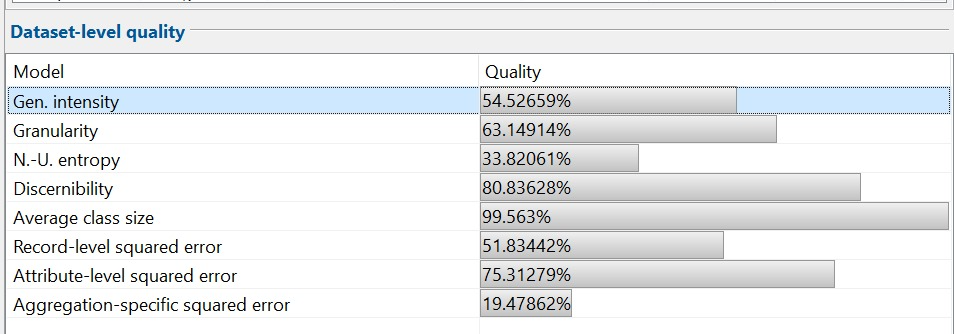 Dataset-level quality
Model Quality
Gen. intensity 54.52659%
Granularity 63.14914%
N.-U. entropy 33.82061%
Discernibility 80.83628%
Average class size 99.563%
Record-level squared error 51.83442%
Attribute-level squared error 75.31279%
Aggregation-specific squared error 19.47862%